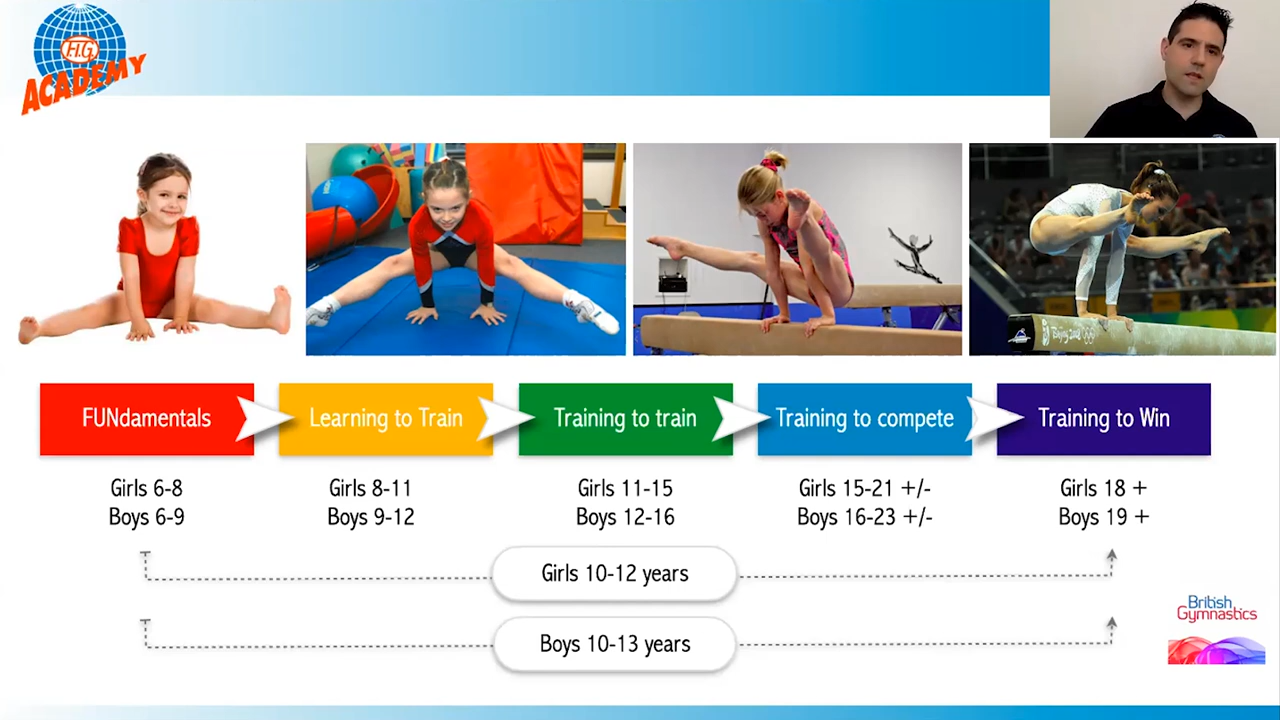 F.I.G.
ACADEMY
Beijing 2008
FUNdamentals
Learning to Train
Training to train
Training to compete
Training to Win
Girls 6-8
Boys 6-9
Girls 8-11
Boys 9-12
Girls 11-15
Boys 12-16
Girls 15-21 +/-
Boys 16-23 +/-
Girls 18 +
Boys 19 +
Girls 10-12 years
Boys 10-13 years
British
Gymnastics